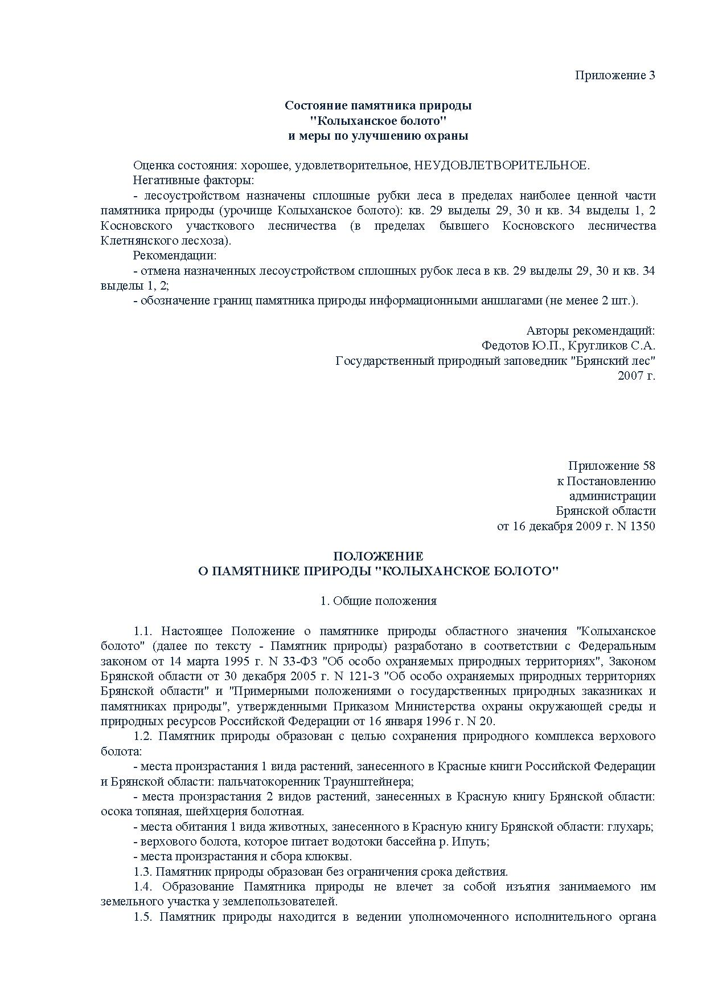 Приложение 3
Состояние памятника природы
"Колыханское болото"
и меры по улучшению охраны
Оценка состояния: хорошее, удовлетворительное, НЕУДОВЛЕТВОРИТЕЛЬНОЕ.
Негативные факторы:
- лесоустройством назначены сплошные рубки леса в пределах наиболее ценной части
памятника природы (урочище Колыханское болото): кв. 29 выделы 29, 30 и кв. 34 выделы 1, 2
Косновского участкового лесничества (в пределах бывшего Косновского лесничества
Клетнянского лесхоза).
Рекомендации:
- отмена назначенных лесоустройством сплошных рубок леса в кв. 29 выделы 29, 30 и кв. 34
выделы 1, 2;
- обозначение границ памятника природы информационными аншлагами (не менее 2 шт.).
Авторы рекомендаций:
Федотов Ю.П., Кругликов С.А.
Государственный природный заповедник "Брянский лес"
2007 г.
Приложение 58
к Постановлению
администрации
Брянской области
от 16 декабря 2009 г. N 1350
ПОЛОЖЕНИЕ
О ПАМЯТНИКЕ ПРИРОДЫ "КОЛЫХАНСКОЕ БОЛОТО"
1. Общие положения
1.1. Настоящее Положение о памятнике природы областного значения "Колыханское
болото" (далее по тексту - Памятник природы) разработано в соответствии с Федеральным
законом от 14 марта 1995 г. N 33-ФЗ "Об особо охраняемых природных территориях", Законом
Брянской области от 30 декабря 2005 г. N 121-З "Об особо охраняемых природных территориях
Брянской области" и "Примерными положениями о государственных природных заказниках и
памятниках природы", утвержденными Приказом Министерства охраны окружающей среды и
природных ресурсов Российской Федерации от 16 января 1996 г. N 20.
1.2. Памятник природы образован с целью сохранения природного комплекса верхового
болота:
- места произрастания 1 вида растений, занесенного в Красные книги Российской Федерации
и Брянской области: пальчатокоренник Траунштейнера;
- места произрастания 2 видов растений, занесенных в Красную книгу Брянской области:
осока топяная, шейхцерия болотная.
- места обитания 1 вида животных, занесенного в Красную книгу Брянской области: глухарь;
- верхового болота, которое питает водотоки бассейна р. Ипуть;
- места произрастания и сбора клюквы.
1.3. Памятник природы образован без ограничения срока действия.
1.4. Образование Памятника природы не влечет за собой изъятия занимаемого им
земельного участка у землепользователей.
1.5. Памятник природы находится в ведении уполномоченного исполнительного органа